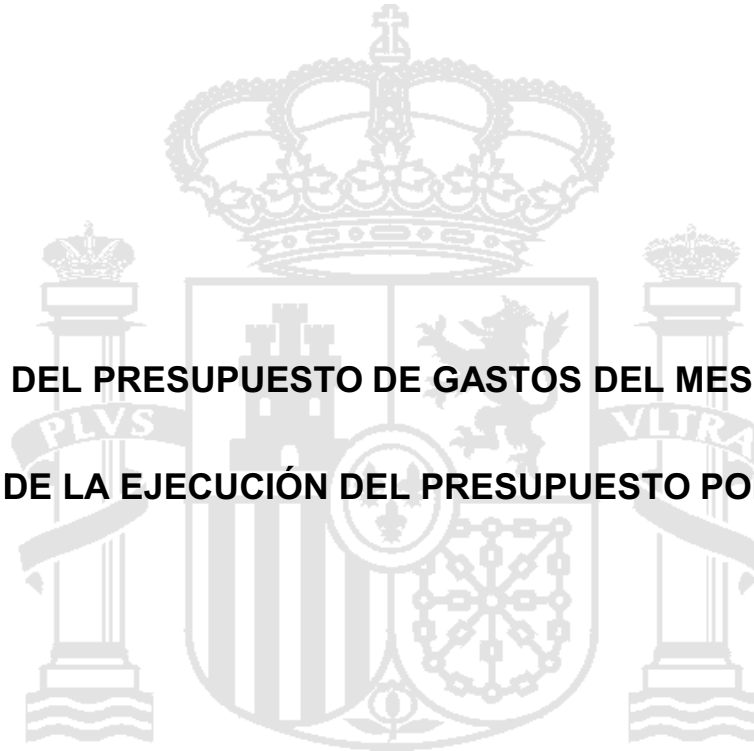 DEL PRESUPUESTO DE GASTOS DEL MES
PLVS VLTRA
DE LA EJECUCIÓN DEL PRESUPUESTO PO